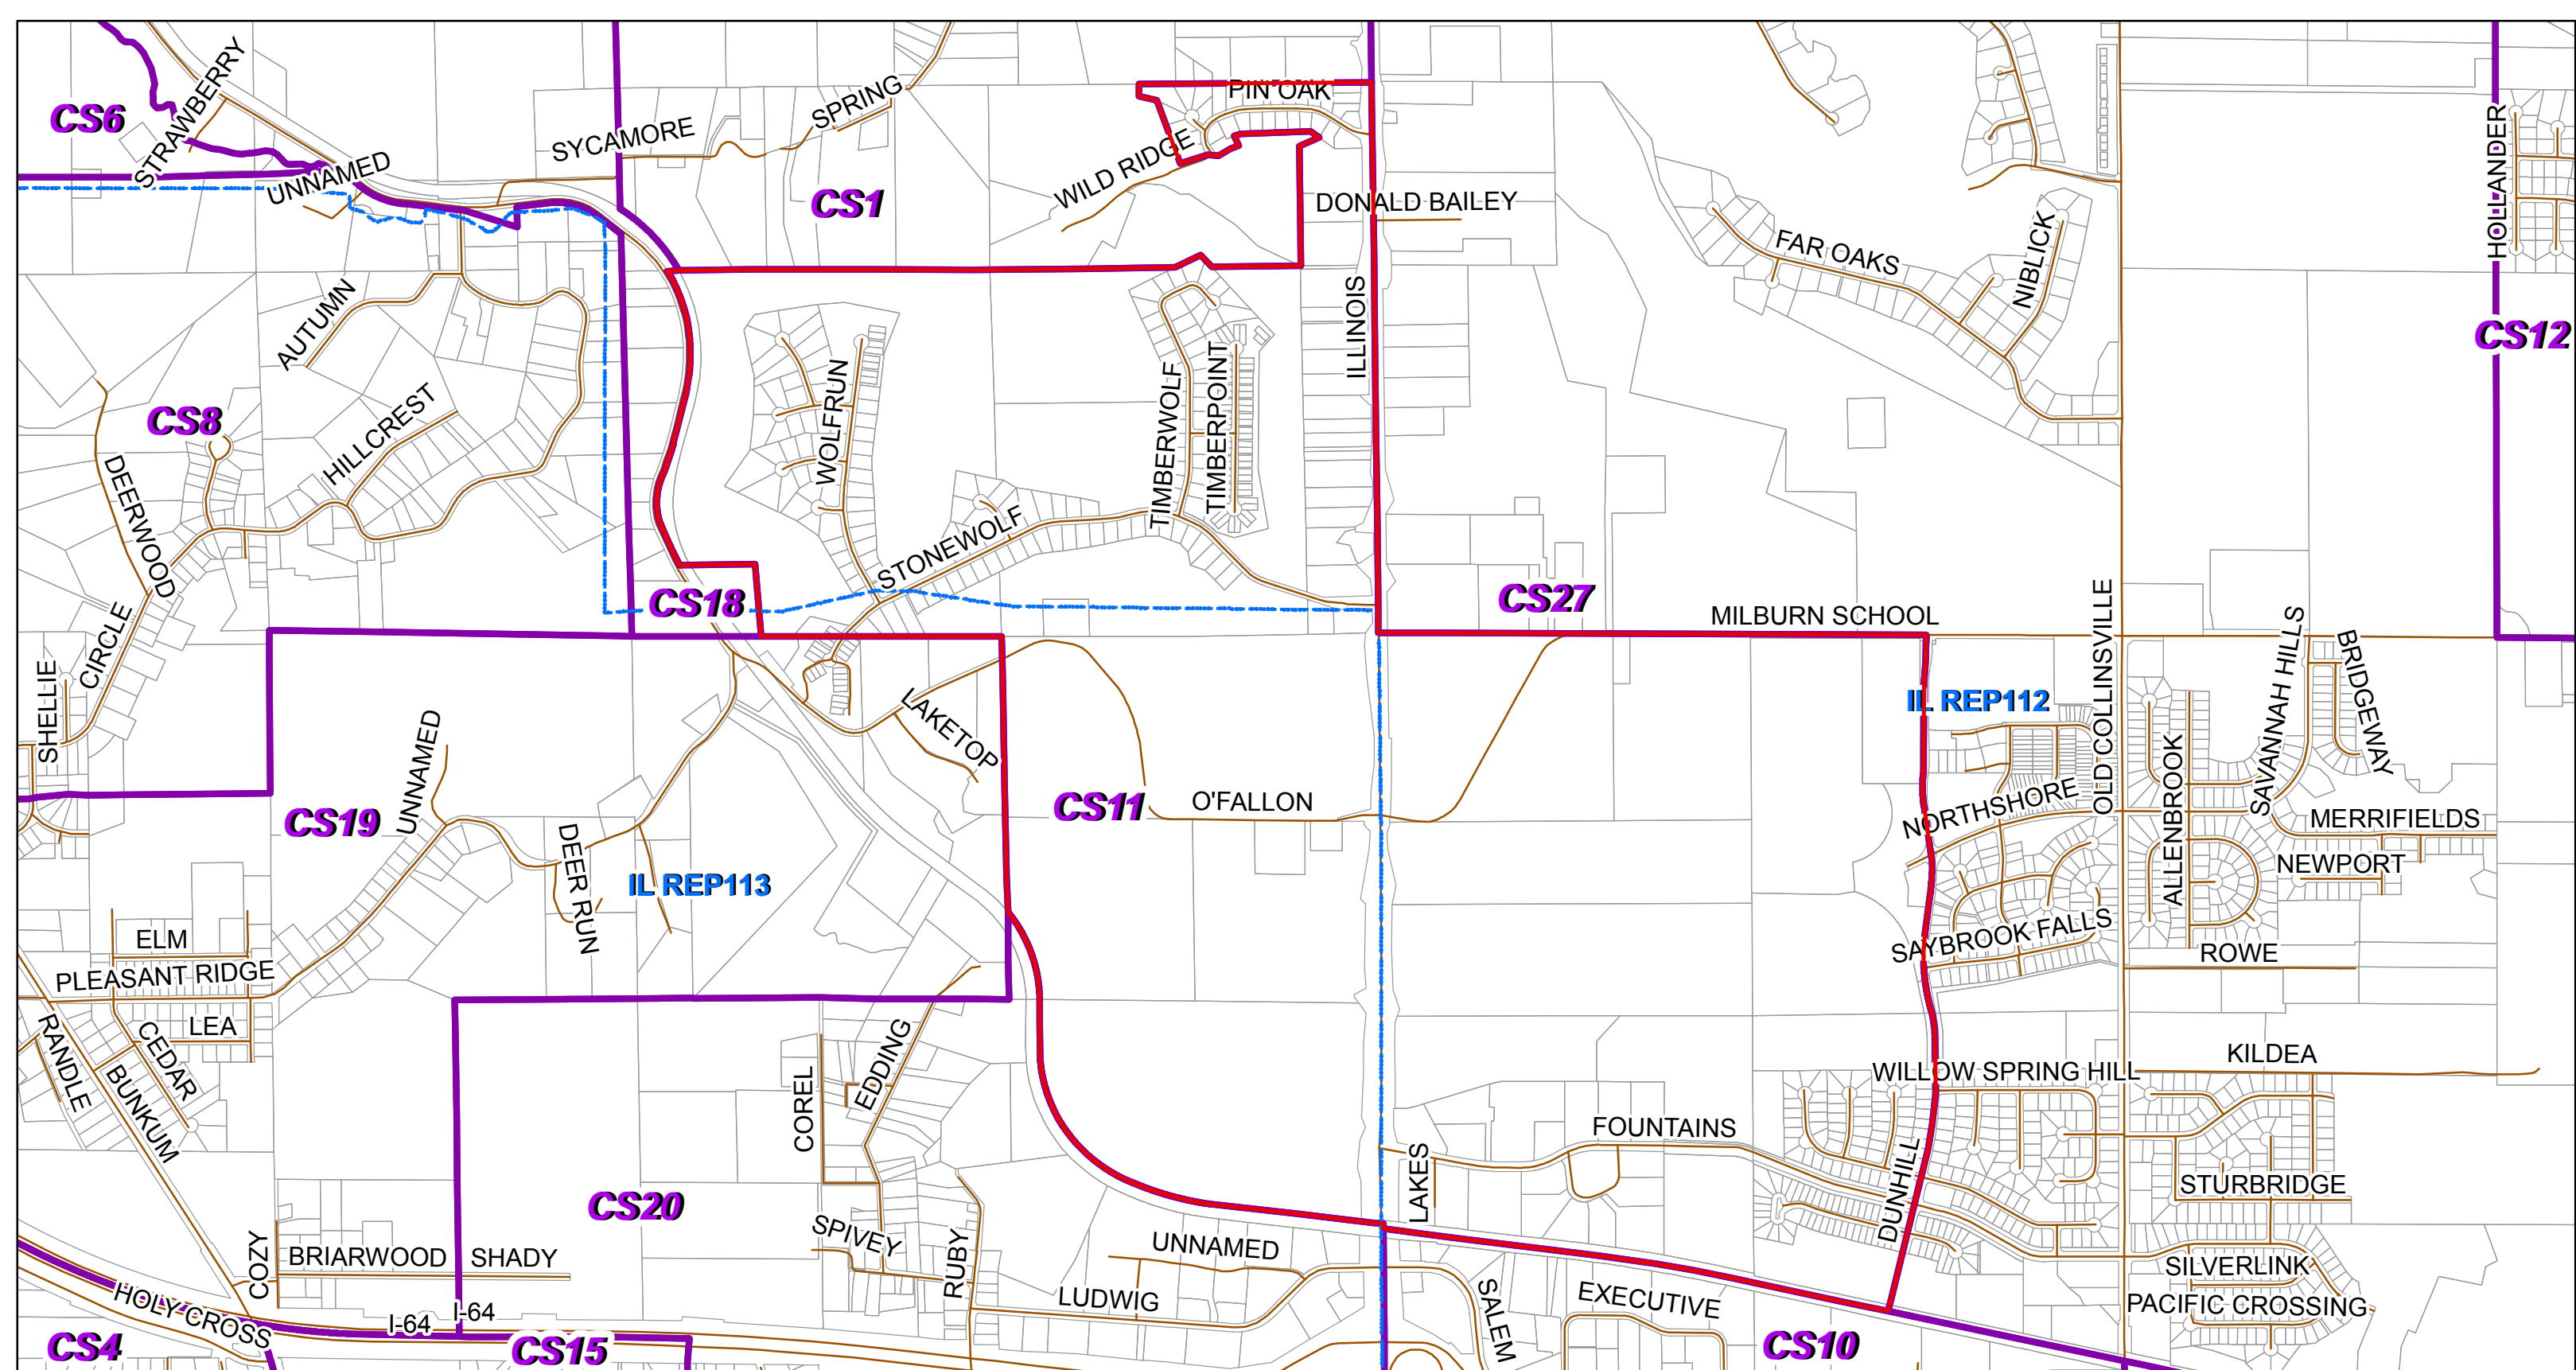 PIN OAK
STRAWBERRY
SPRING
CS6
SYCAMORE
HOLLANDER
UNNAMED
WILD RIDGE
CS1
DONALD BAILEY
FAR OAKS
NIBLICK
AUTUMN
ILLINOIS
CS12
WOLFRUN
TIMBERWOLF
TIMBERPOINT
CS8
HILLCREST
DEERWOOD
STONEWOLF
CS18
CS27
MILBURN SCHOOL
OLD COLLINSVILLE
CIRCLE
SHELLIE
SAVANNAH HILLS
BRIDGEWAY
IL REP112
LAKETOP
UNNAMED
CS19
CS11
O'FALLON
NORTHSHORE
ALLENBROOK
MERRIFIELDS
NEWPORT
DEER RUN
IL REP113
ELM
SAYBROOK FALLS
ROWE
PLEASANT RIDGE
LEA
RANDLE
CEDAR
BUNKUM
COREL
EDDING
KILDEA
WILLOW SPRING HILL
FOUNTAINS
LAKES
DUNHILL
STURBRIDGE
CS20
SPIVEY
RUBY
UNNAMED
COZY
BRIARWOOD
SHADY
SILVERLINK
LUDWIG
SALEM
EXECUTIVE
PACIFIC CROSSING
HOLY CROSS
I-64
I-64
CS4
CS15
CS10